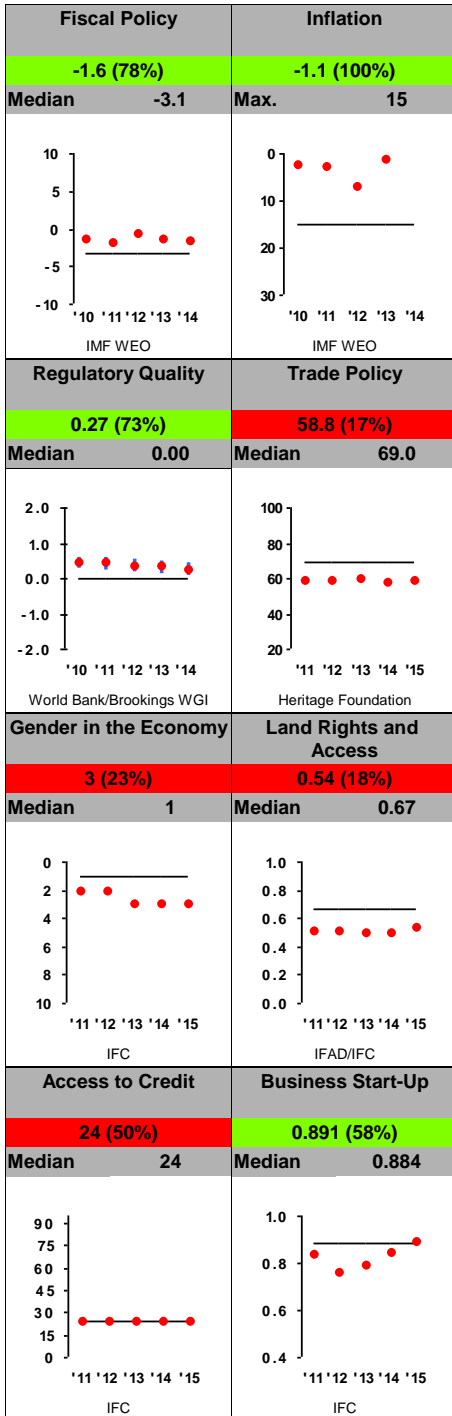 Fiscal Policy
-1.6 (78%)
Median -3.1
10
5
0
-5
-10
'10 '11 '12 '13 '14
IMF WEO
Inflation
-1.1 (100%)
Max. 15
0
10
20
30
'10 '11 '12 '13 '14
IMF WEO
Regulatory Quality
0.27 (73%)
Median 0.00
2.0
1.0
0.0
-1.0
-2.0
'10 '11 '12 '13 '14
World Bank/Brookings WGI
Trade Policy
58.8 (17%)
Median 69.0
100
80
60
40
20
'11 '12 '13 '14 '15
Heritage Foundation
Gender in the Economy
3 (23%)
Median 1
0
2
4
6
8
10
'11 '12 '13 '14 '15
IFC
Land Rights and
Access
0.54 (18%)
Median 0.67
1.0
0.8
0.6
0.4
0.2
0.0
'11 '12 '13 '14 '15
IFAD/IFC
Access to Credit
24 (50%)
Median 24
90
75
60
45
30
15
0
'11 '12 '13 '14 '15
IFC
Business Start-Up
0.891 (58%)
Median 0.884
1.0
0.8
0.6
0.4
'11 '12 '13 '14 '15
IFC